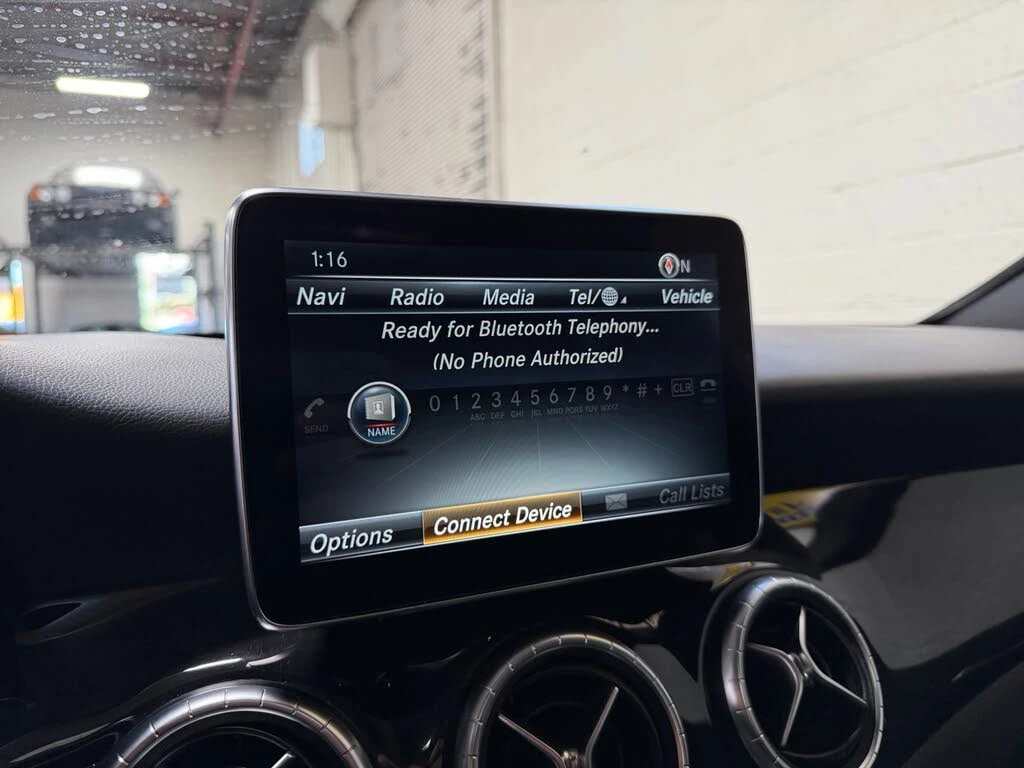 1:16 N
Navi Radio Media Tel/ Vehicle
Ready for Bluetooth Telephony...
(No Phone Authorized)
0 1 2 3 4 5 6 7 8 9 * # + CLR
ABC DEF GHI JKL MNO PQRS TUV WXYZ
SEND
NAME
Options Connect Device Call Lists